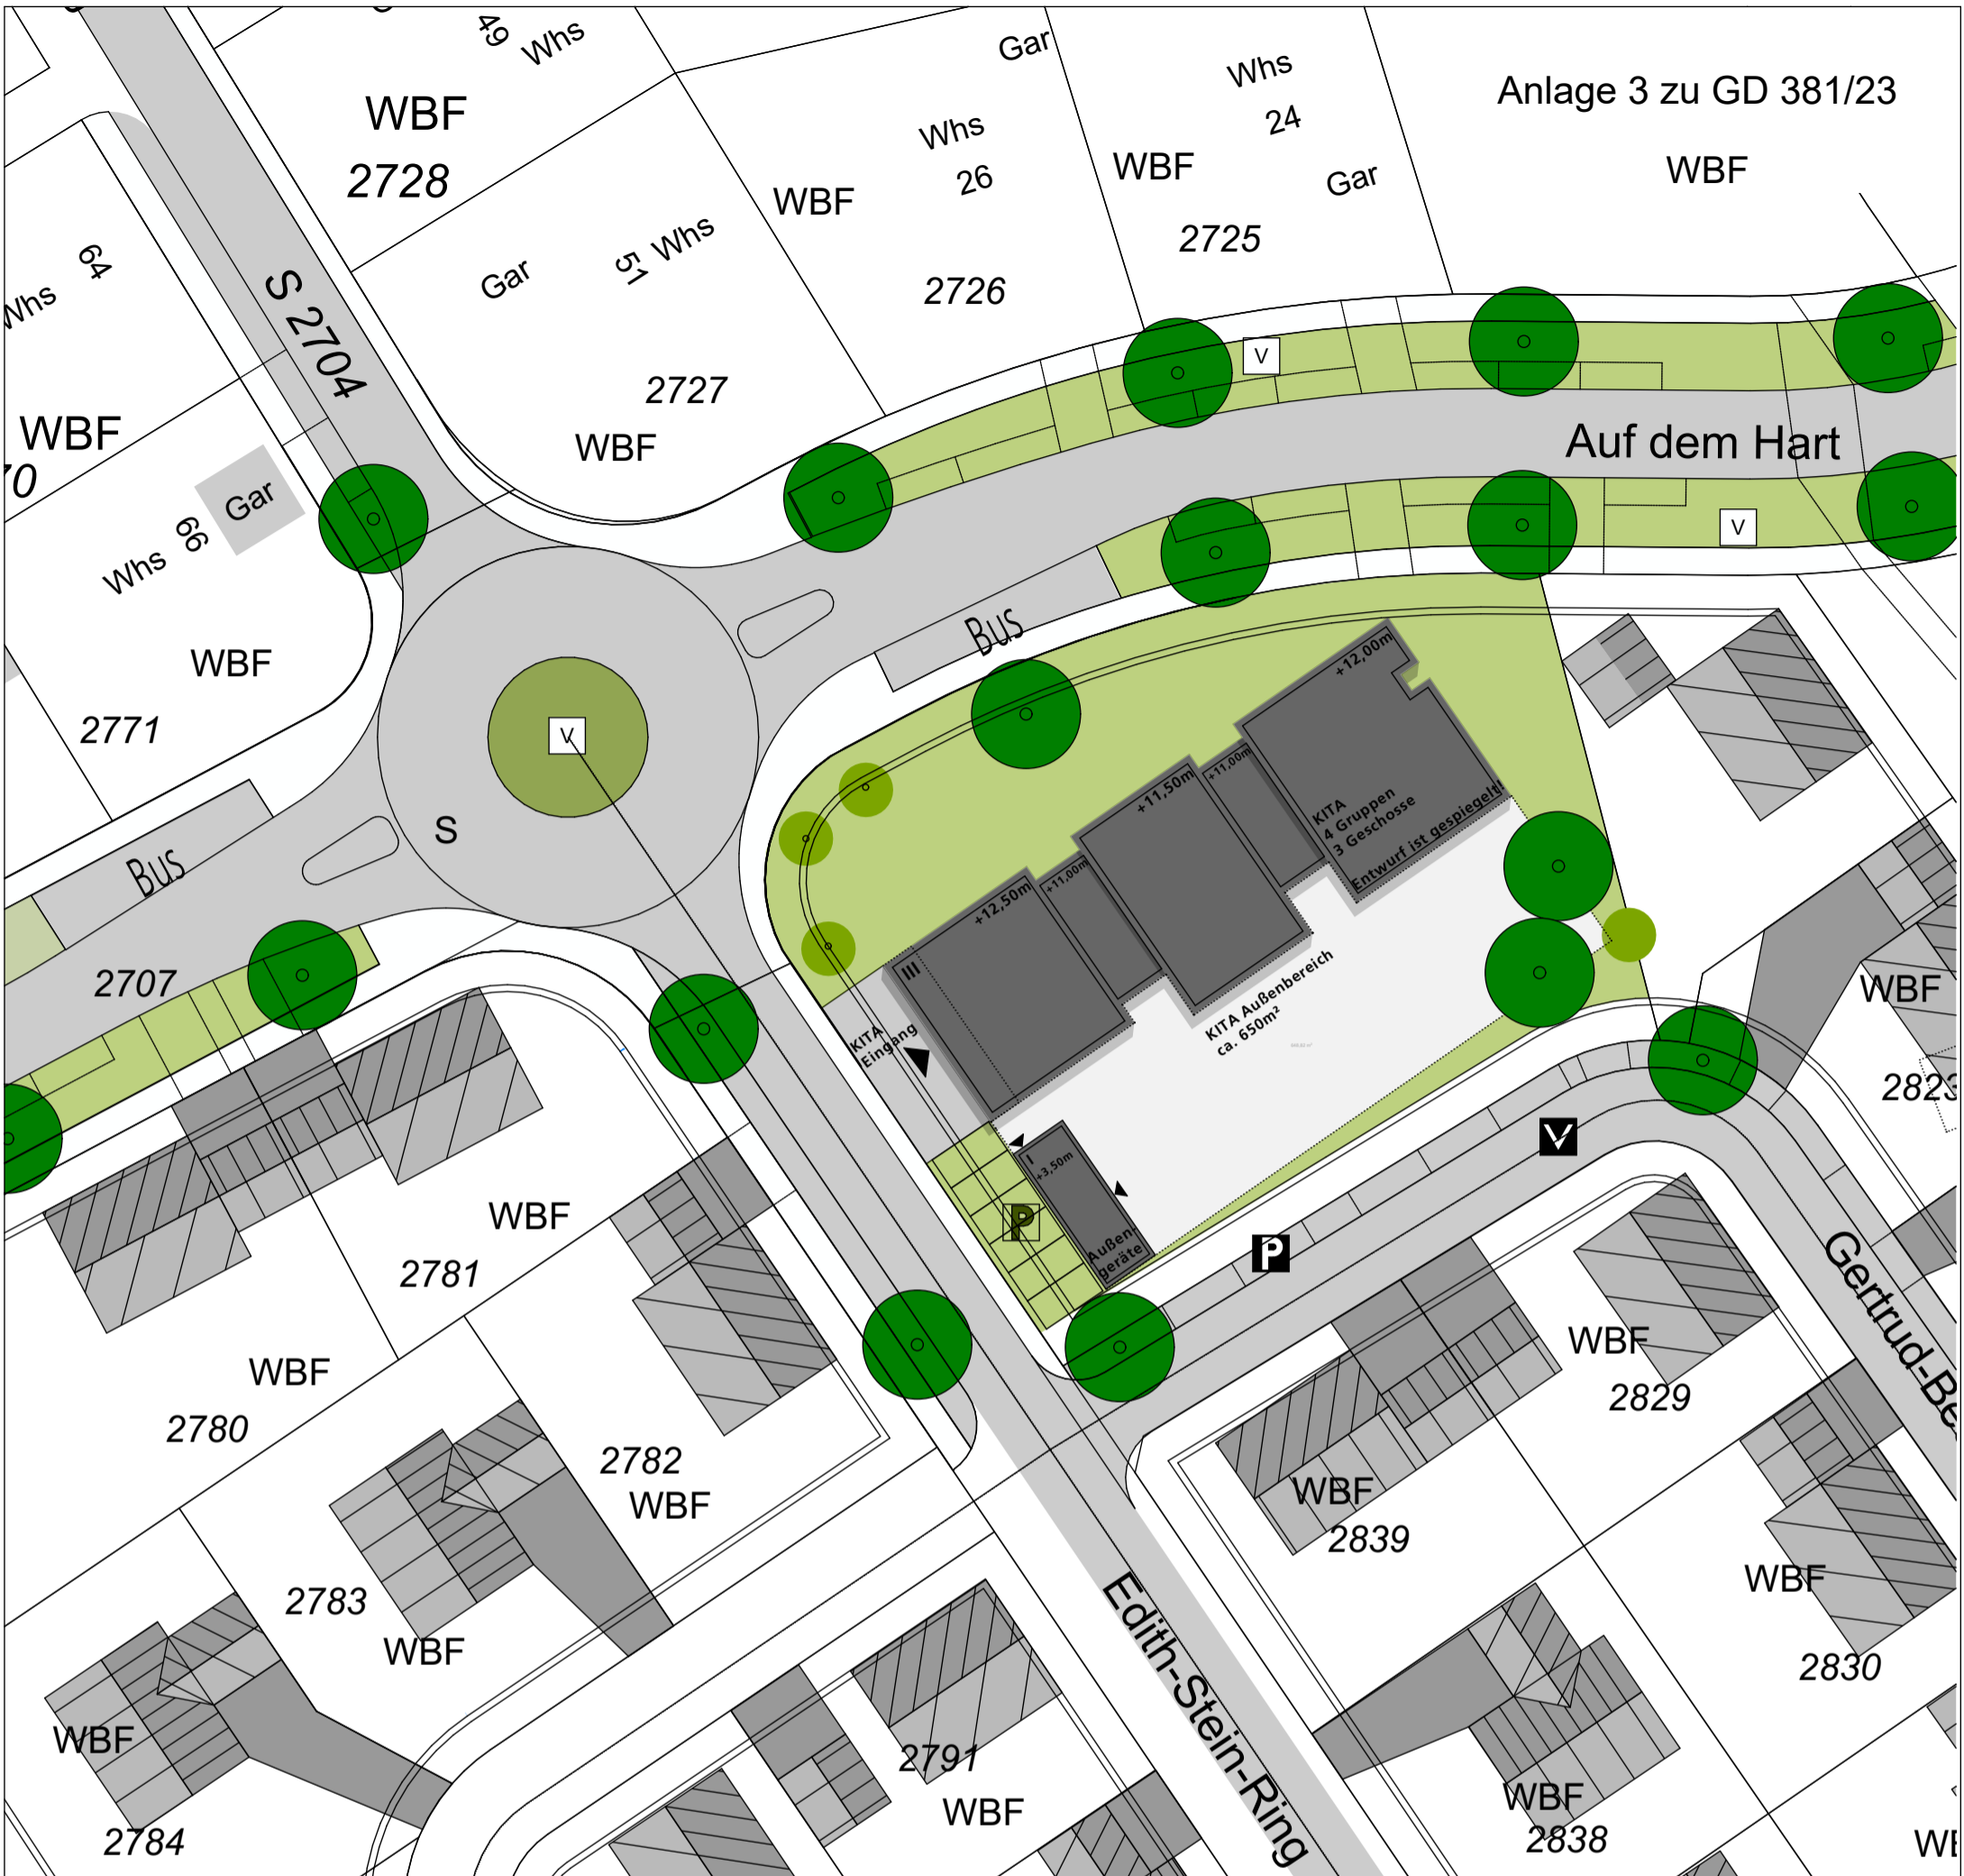 49
Whs
Gar
Whs
24
Anlage 3 zu GD 381/23
WBF
2728
Whs
26
WBF
WBF
Gar
WBF
64
Whs
S 2704
Gar
51 Whs
2726
2725
V
2727
WBF
WBF
70
Auf dem Hart
Whs 66
Gar
V
WBF
2771
Bus
V
S
Bus
2707
+12,00m
+11,00m
+11,50m
+11,00m
+12,50m
III
KITA
4 Gruppen
3 Geschosse
Entwurf ist gespiegelt!
KITA
Eingang
KITA Außenbereich
ca. 650m²
I
+3,50m
Außen-
geräte
P
P
V
WBF
2823
WBF
2781
WBF
2780
2782
WBF
WBF
2829
Gertrud-Be
WBF
2839
2783
WBF
WBF
2830
Edith-Stein-Ring
WBF
2784
2791
WBF
WBF
2838